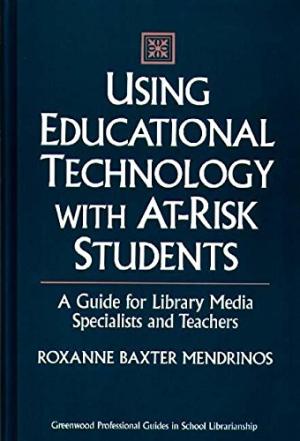 USING
EDUCATIONAL
TECHNOLOGY
WITH AT-RISK
STUDENTS
A Guide for Library Media
Specialists and Teachers
ROXANNE BAXTER MENDRINOS
Greenwood Professional Guides in School Librarianship